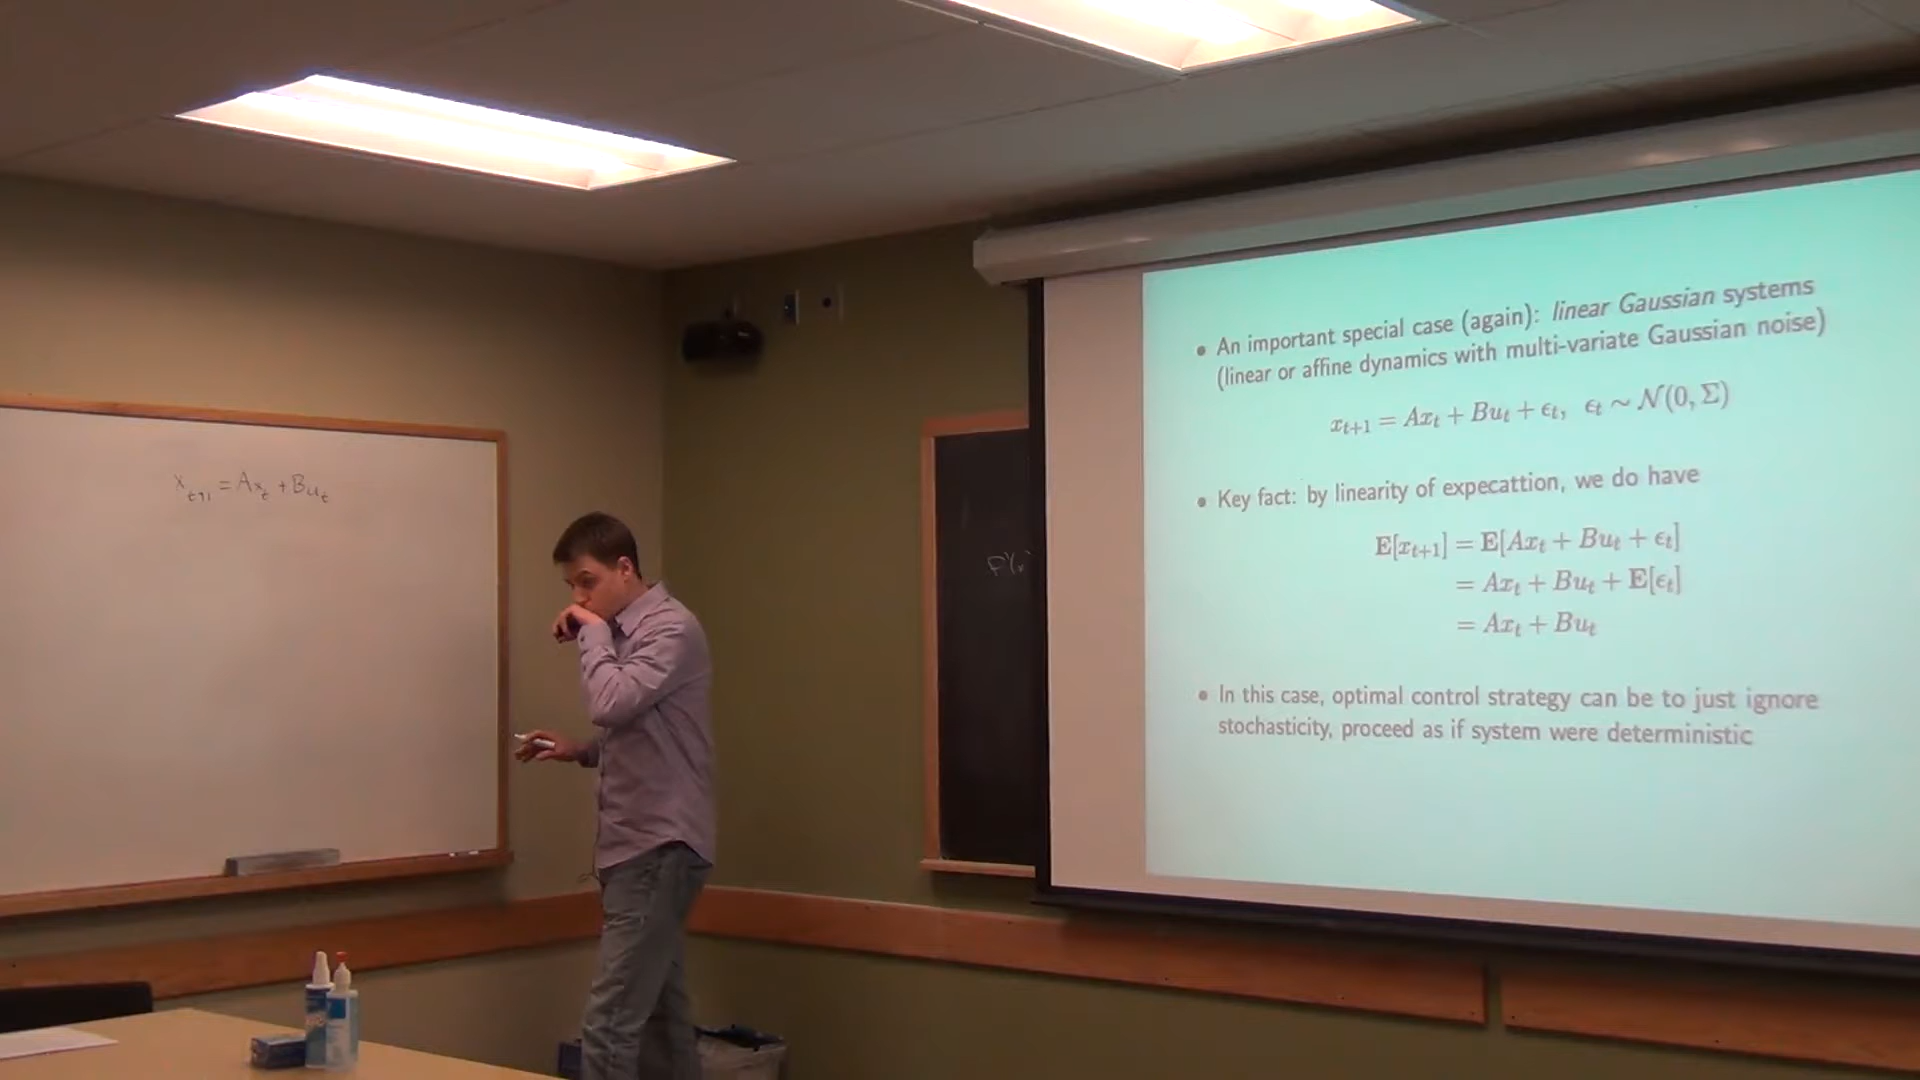 x_{t+1} = Ax_t + Bu_t
• An important special case (again): linear Gaussian systems
(linear or affine dynamics with multi-variate Gaussian noise)
x_{t+1} = Ax_t + Bu_t + ϵ_t, ϵ_t ∼ 𝒩(0, Σ)
• Key fact: by linearity of expecattion, we do have
E[x_{t+1}] = E[Ax_t + Bu_t + ϵ_t]
= Ax_t + Bu_t + E[ϵ_t]
= Ax_t + Bu_t
• In this case, optimal control strategy can be to just ignore
stochasticity, proceed as if system were deterministic